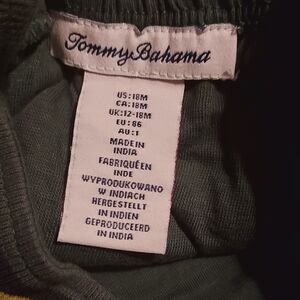 Tommy Bahama
US:18M
CA:18M
UK:12-18M
EU:86
AU:1
MADE IN
INDIA
FABRIQUÉ EN
INDE
WYPRODUKOWANO
W INDIACH
HERGESTELLT
IN INDIEN
GEPRODUCEERD
IN INDIA